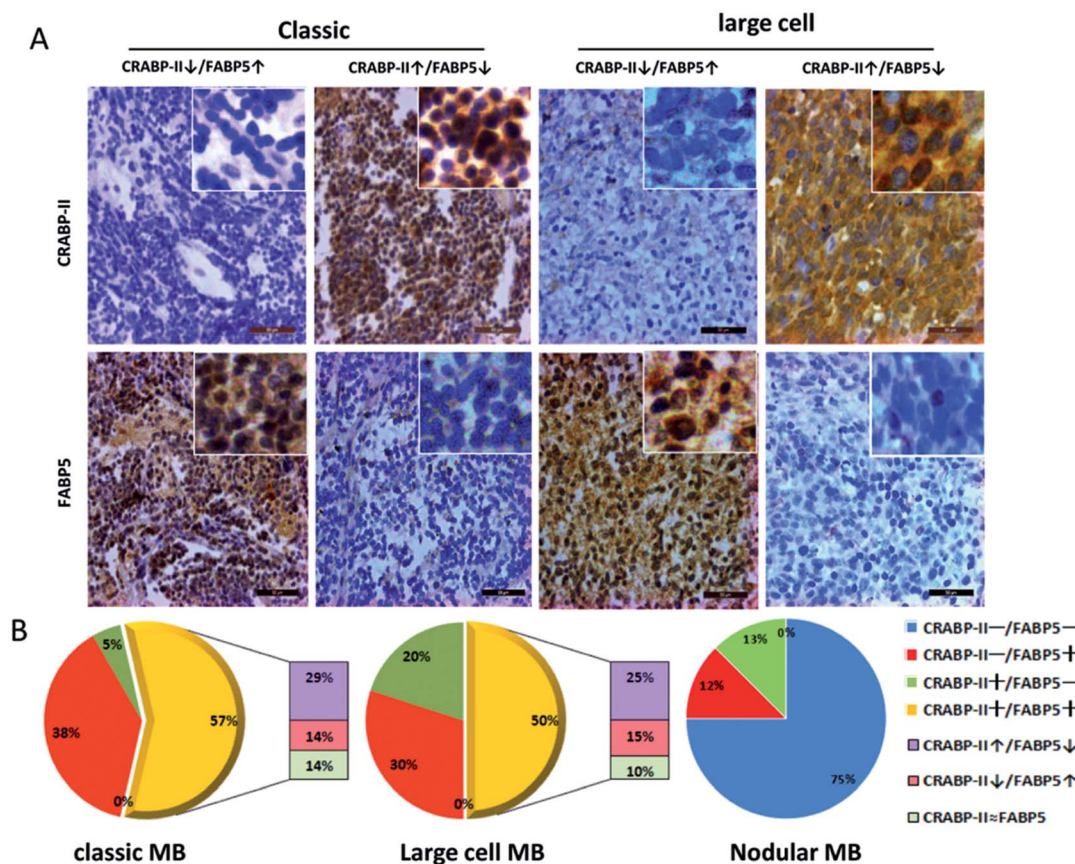 A
Classic
large cell
CRABP-II↓/FABP5↑
CRABP-II↑/FABP5↓
CRABP-II↓/FABP5↑
CRABP-II↑/FABP5↓
CRABP-II
FABP5
B
5%
38%
57%
0%
29%
14%
14%
classic MB
20%
30%
50%
0%
25%
15%
10%
Large cell MB
0%
13%
12%
75%
Nodular MB
CRABP-II—/FABP5—
CRABP-II—/FABP5+
CRABP-II+/FABP5—
CRABP-II+/FABP5+
CRABP-II↑/FABP5↓
CRABP-II↓/FABP5↑
CRABP-II≈FABP5